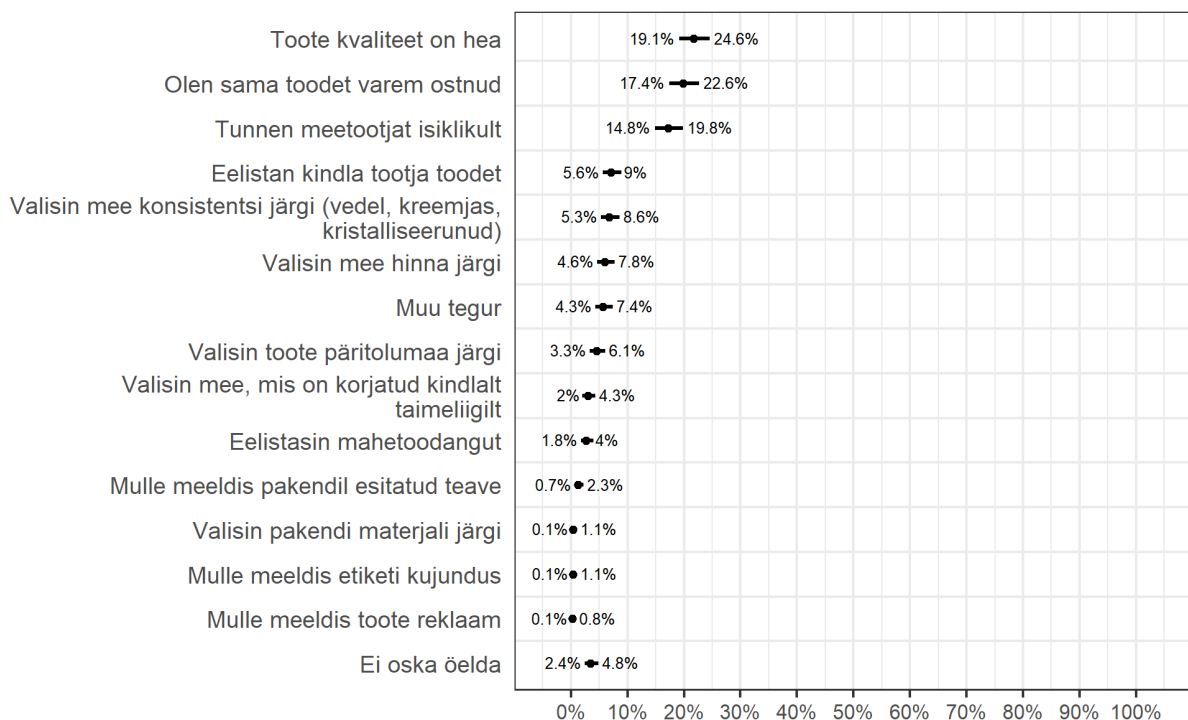 Toote kvaliteet on hea 19.1% 24.6%
Olen sama toodet varem ostnud 17.4% 22.6%
Tunnen meetootjat isiklikult 14.8% 19.8%
Eelistan kindla tootja toodet 5.6% 9%
Valisin mee konsistentsi järgi (vedel, kreemjas,
kristalliseerunud) 5.3% 8.6%
Valisin mee hinna järgi 4.6% 7.8%
Muu tegur 4.3% 7.4%
Valisin toote päritolumaa järgi 3.3% 6.1%
Valisin mee, mis on korjatud kindlalt
taimeliigilt 2% 4.3%
Eelistasin mahetoodangut 1.8% 4%
Mulle meeldis pakendil esitatud teave 0.7% 2.3%
Valisin pakendi materjali järgi 0.1% 1.1%
Mulle meeldis etiketi kujundus 0.1% 1.1%
Mulle meeldis toote reklaam 0.1% 0.8%
Ei oska öelda 2.4% 4.8%
0% 10% 20% 30% 40% 50% 60% 70% 80% 90% 100%